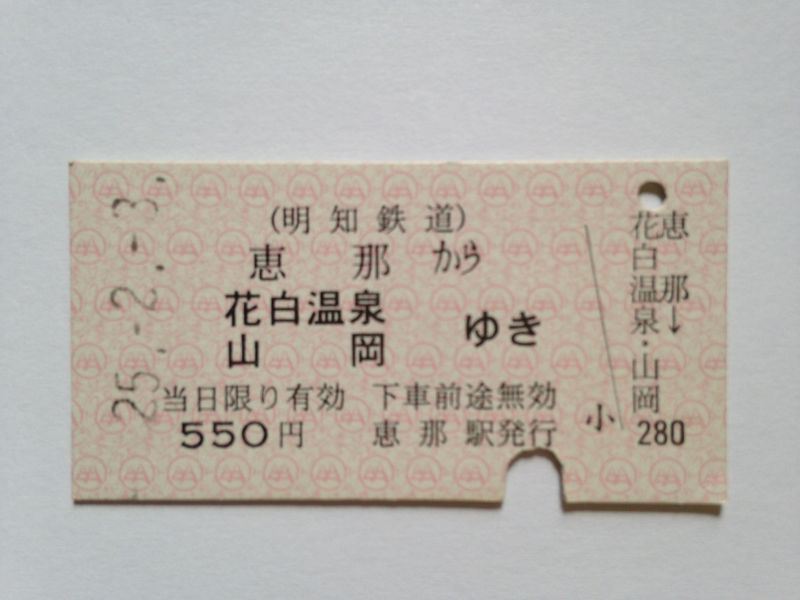 25.-2.-3.
（明知鉄道）
恵那から
花白温泉
山岡
ゆき
当日限り有効 下車前途無効
550円 恵那駅発行
小
恵那→
花白温泉・山岡
280